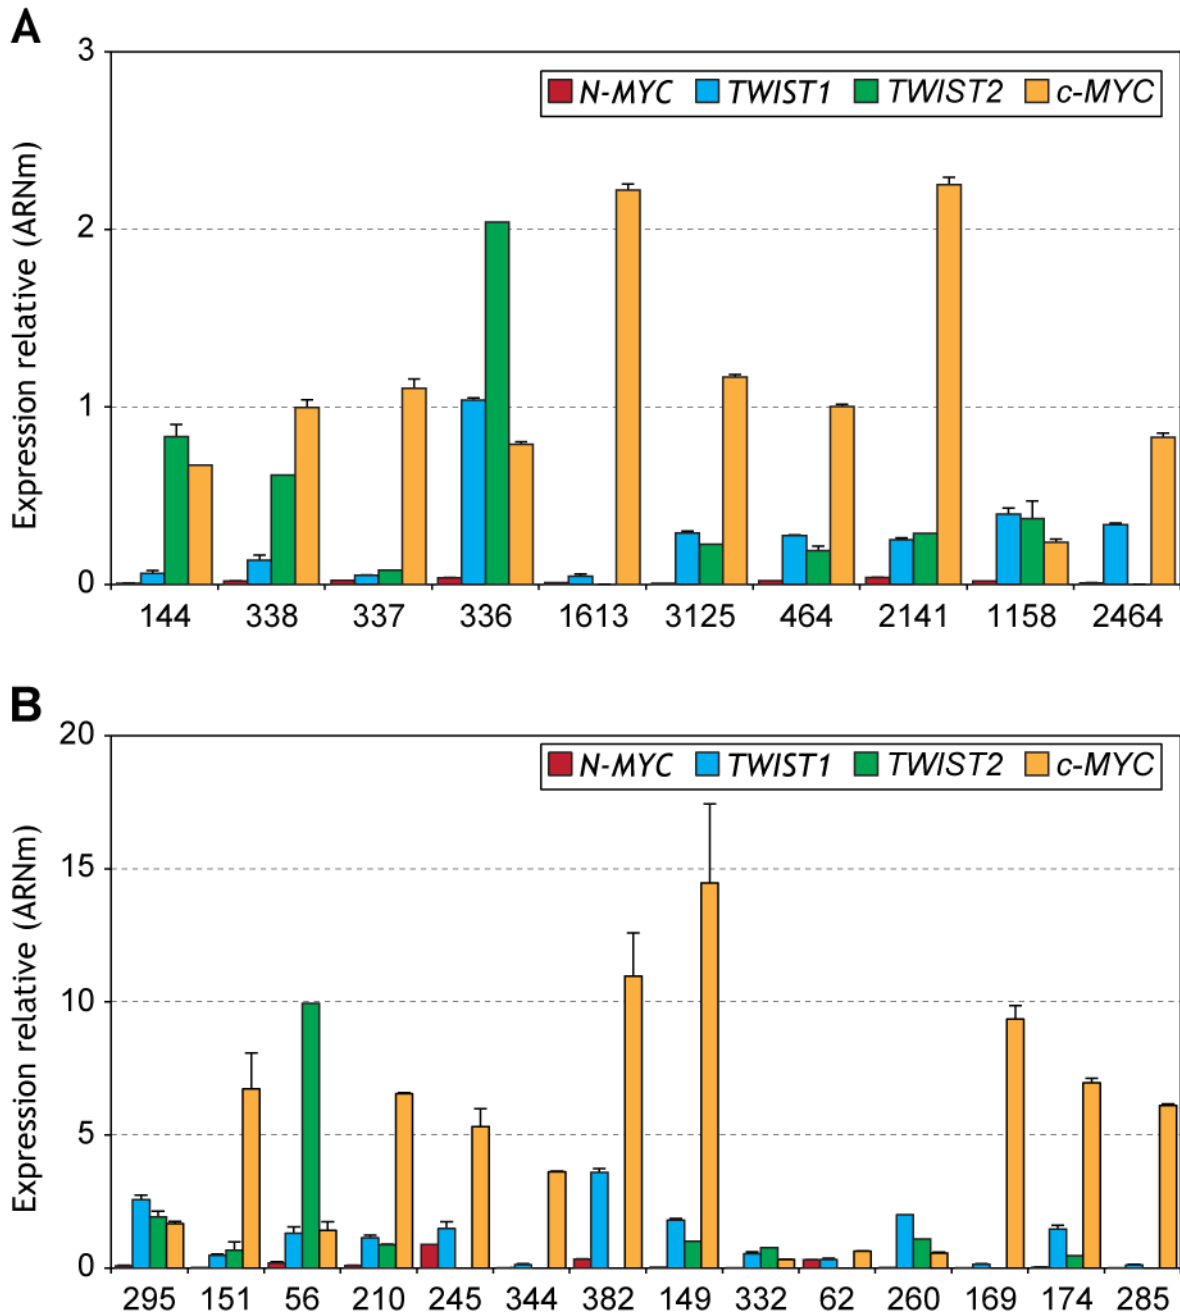 A
3
N-MYC TWIST1 TWIST2 c-MYC
Expression relative (ARNm)
2
1
0
144 338 337 336 1613 3125 464 2141 1158 2464
B
20
N-MYC TWIST1 TWIST2 c-MYC
Expression relative (ARNm)
15
10
5
0
295 151 56 210 245 344 382 149 332 62 260 169 174 285